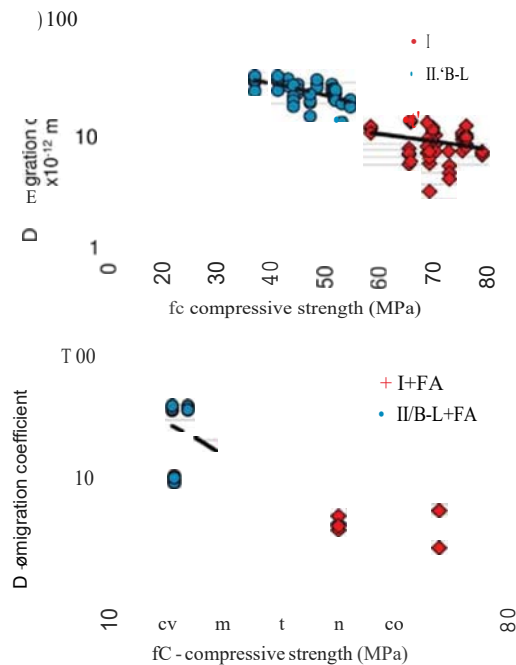 ) 100
I
II.‘B-L
10
gration c
x10-12 m
E
D
1
0
20
30
40
50
60
70
80
fc compressive strength (MPa)
T 00
+ I+FA
• II/B-L+FA
10
D -ømigration coefficient
10
cv
m
t
n
co
80
fC - compressive strength (MPa)